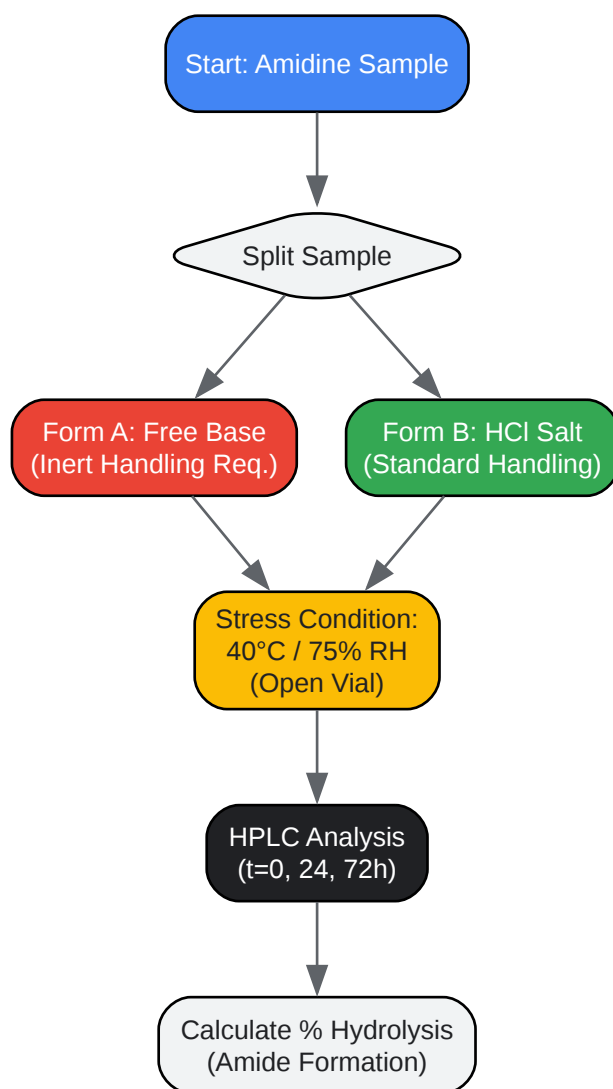 Start: Amidine Sample
Split Sample
Form A: Free Base
(Inert Handling Req.)
Form B: HCl Salt
(Standard Handling)
Stress Condition:
40°C / 75% RH
(Open Vial)
HPLC Analysis
(t=0, 24, 72h)
Calculate % Hydrolysis
(Amide Formation)